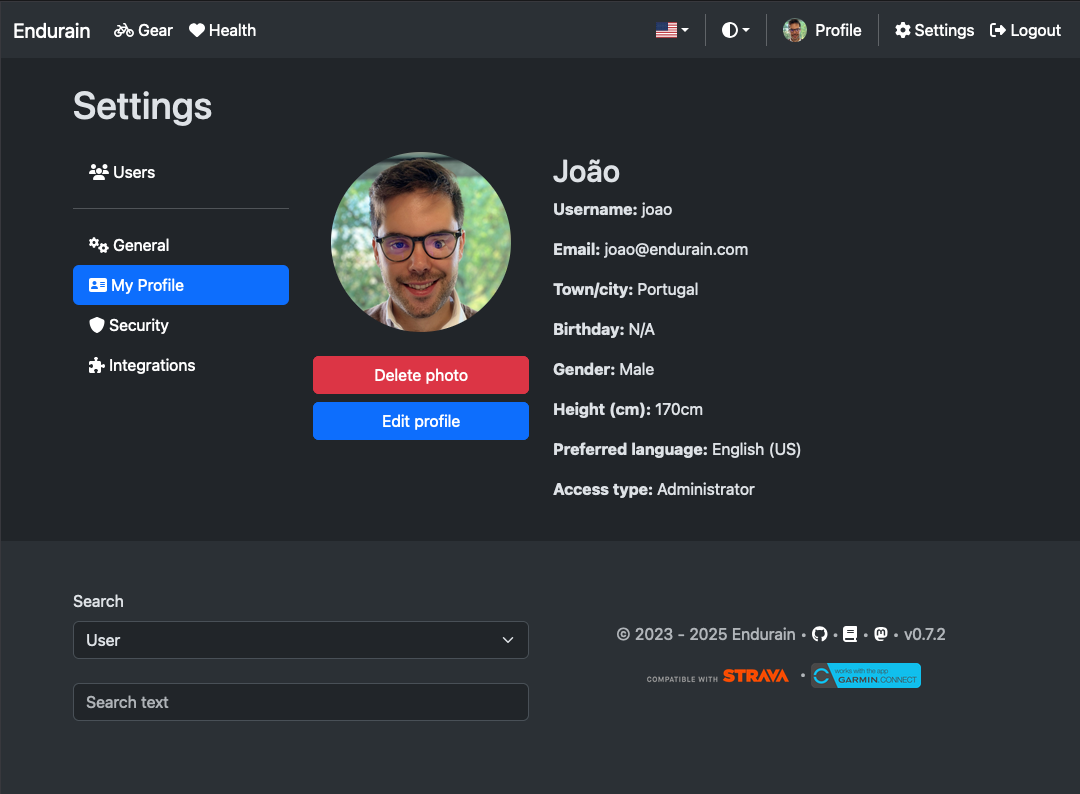 Endurain Gear Health Profile Settings Logout
Settings
Users
General
My Profile
Security
Integrations
Delete photo
Edit profile
João
Username: joao
Email: joao@endurain.com
Town/city: Portugal
Birthday: N/A
Gender: Male
Height (cm): 170cm
Preferred language: English (US)
Access type: Administrator
Search
User
Search text
© 2023 - 2025 Endurain • • • • v0.7.2
COMPATIBLE WITH STRAVA • works with the app
GARMIN. CONNECT